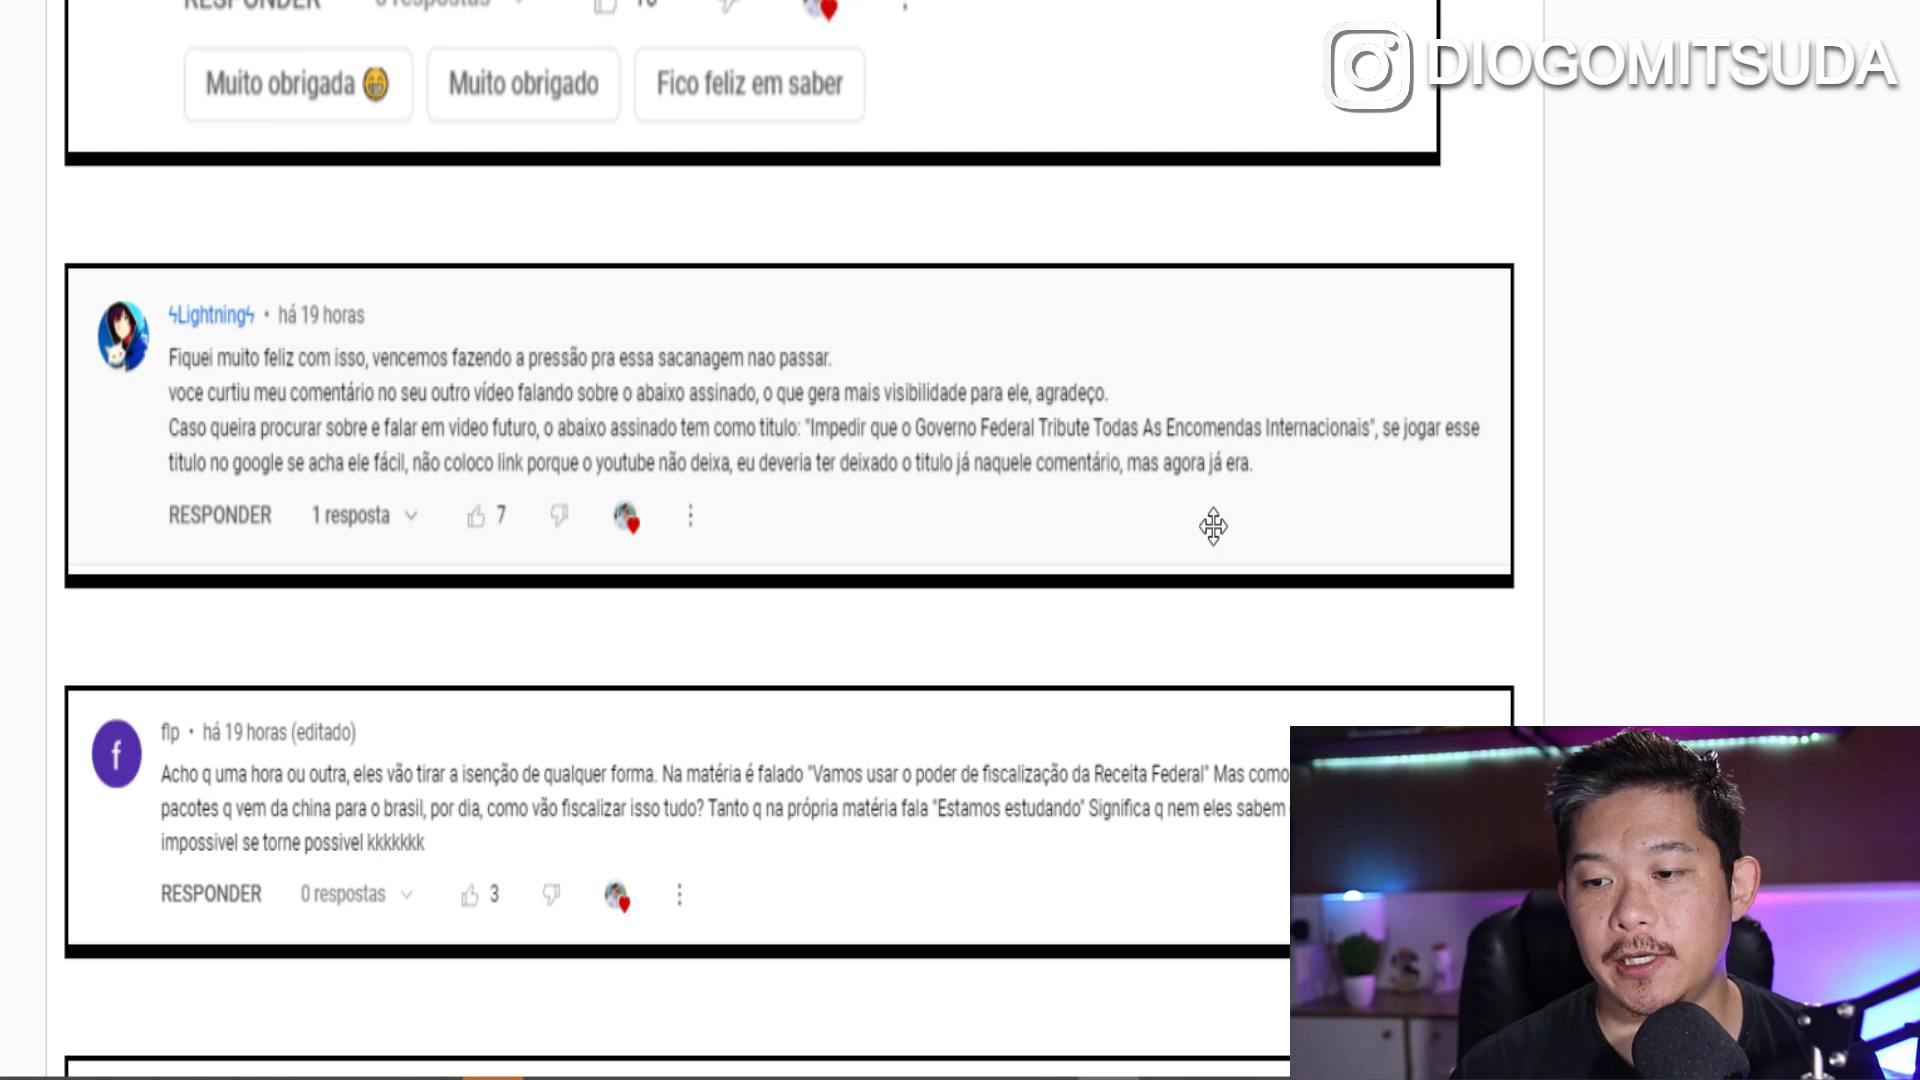 RESPONDER 0 respostas 10
DIOGOMITSUDA
Muito obrigada 😁 Muito obrigado Fico feliz em saber
ϟLightningϟ • há 19 horas
Fiquei muito feliz com isso, vencemos fazendo a pressão pra essa sacanagem nao passar.
voce curtiu meu comentário no seu outro vídeo falando sobre o abaixo assinado, o que gera mais visibilidade para ele, agradeço.
Caso queira procurar sobre e falar em video futuro, o abaixo assinado tem como titulo: "Impedir que o Governo Federal Tribute Todas As Encomendas Internacionais", se jogar esse
titulo no google se acha ele fácil, não coloco link porque o youtube não deixa, eu deveria ter deixado o titulo já naquele comentário, mas agora já era.
RESPONDER 1 resposta 7
f
flp • há 19 horas (editado)
Acho q uma hora ou outra, eles vão tirar a isenção de qualquer forma. Na matéria é falado "Vamos usar o poder de fiscalização da Receita Federal" Mas como
pacotes q vem da china para o brasil, por dia, como vão fiscalizar isso tudo? Tanto q na própria matéria fala "Estamos estudando" Significa q nem eles sabem
impossivel se torne possivel kkkkkkk
RESPONDER 0 respostas 3